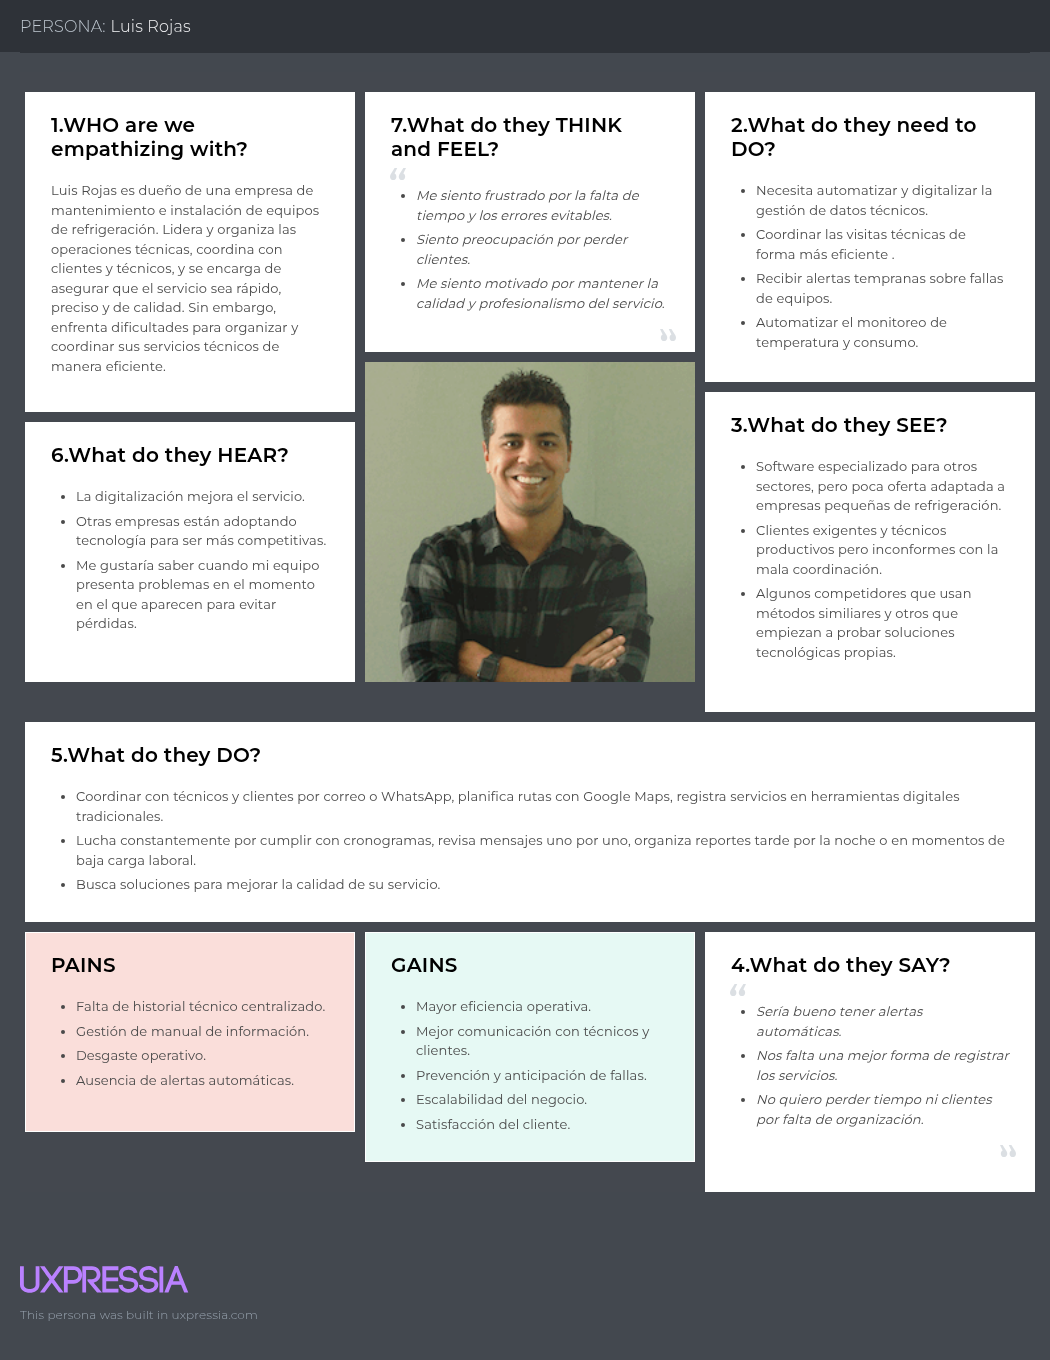 PERSONA: Luis Rojas
1.WHO are we
empathizing with?
Luis Rojas es dueño de una empresa de
mantenimiento e instalación de equipos
de refrigeración. Lidera y organiza las
operaciones técnicas, coordina con
clientes y técnicos, y se encarga de
asegurar que el servicio sea rápido,
preciso y de calidad. Sin embargo,
enfrenta dificultades para organizar y
coordinar sus servicios técnicos de
manera eficiente.
7.What do they THINK
and FEEL?
“
• Me siento frustrado por la falta de
tiempo y los errores evitables.
• Siento preocupación por perder
clientes.
• Me siento motivado por mantener la
calidad y profesionalismo del servicio.
”
2.What do they need to
DO?
• Necesita automatizar y digitalizar la
gestión de datos técnicos.
• Coordinar las visitas técnicas de
forma más eficiente .
• Recibir alertas tempranas sobre fallas
de equipos.
• Automatizar el monitoreo de
temperatura y consumo.
6.What do they HEAR?
• La digitalización mejora el servicio.
• Otras empresas están adoptando
tecnología para ser más competitivas.
• Me gustaría saber cuando mi equipo
presenta problemas en el momento
en el que aparecen para evitar
pérdidas.
3.What do they SEE?
• Software especializado para otros
sectores, pero poca oferta adaptada a
empresas pequeñas de refrigeración.
• Clientes exigentes y técnicos
productivos pero inconformes con la
mala coordinación.
• Algunos competidores que usan
métodos similiares y otros que
empiezan a probar soluciones
tecnológicas propias.
5.What do they DO?
• Coordinar con técnicos y clientes por correo o WhatsApp, planifica rutas con Google Maps, registra servicios en herramientas digitales
tradicionales.
• Lucha constantemente por cumplir con cronogramas, revisa mensajes uno por uno, organiza reportes tarde por la noche o en momentos de
baja carga laboral.
• Busca soluciones para mejorar la calidad de su servicio.
PAINS
• Falta de historial técnico centralizado.
• Gestión de manual de información.
• Desgaste operativo.
• Ausencia de alertas automáticas.
GAINS
• Mayor eficiencia operativa.
• Mejor comunicación con técnicos y
clientes.
• Prevención y anticipación de fallas.
• Escalabilidad del negocio.
• Satisfacción del cliente.
4.What do they SAY?
“
• Sería bueno tener alertas
automáticas.
• Nos falta una mejor forma de registrar
los servicios.
• No quiero perder tiempo ni clientes
por falta de organización.
”
UXPRESSIA
This persona was built in uxpressia.com